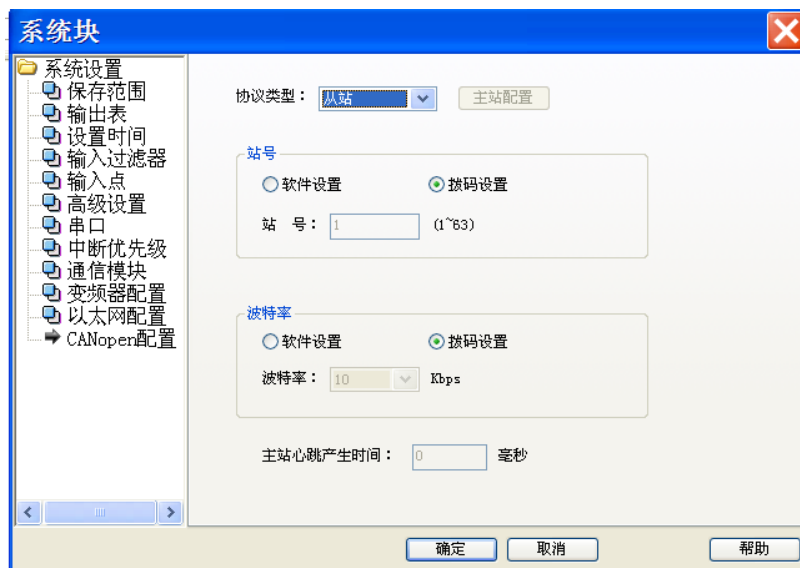 系统块
系统设置
保存范围
输出表
设置时间
输入过滤器
输入点
高级设置
串口
中断优先级
通信模块
变频器配置
以太网配置
CANopen配置
协议类型： 从站 主站配置
站号
软件设置 拨码设置
站 号： 1 (1~63)
波特率
软件设置 拨码设置
波特率： 10 Kbps
主站心跳产生时间： 0 毫秒
确定 取消 帮助